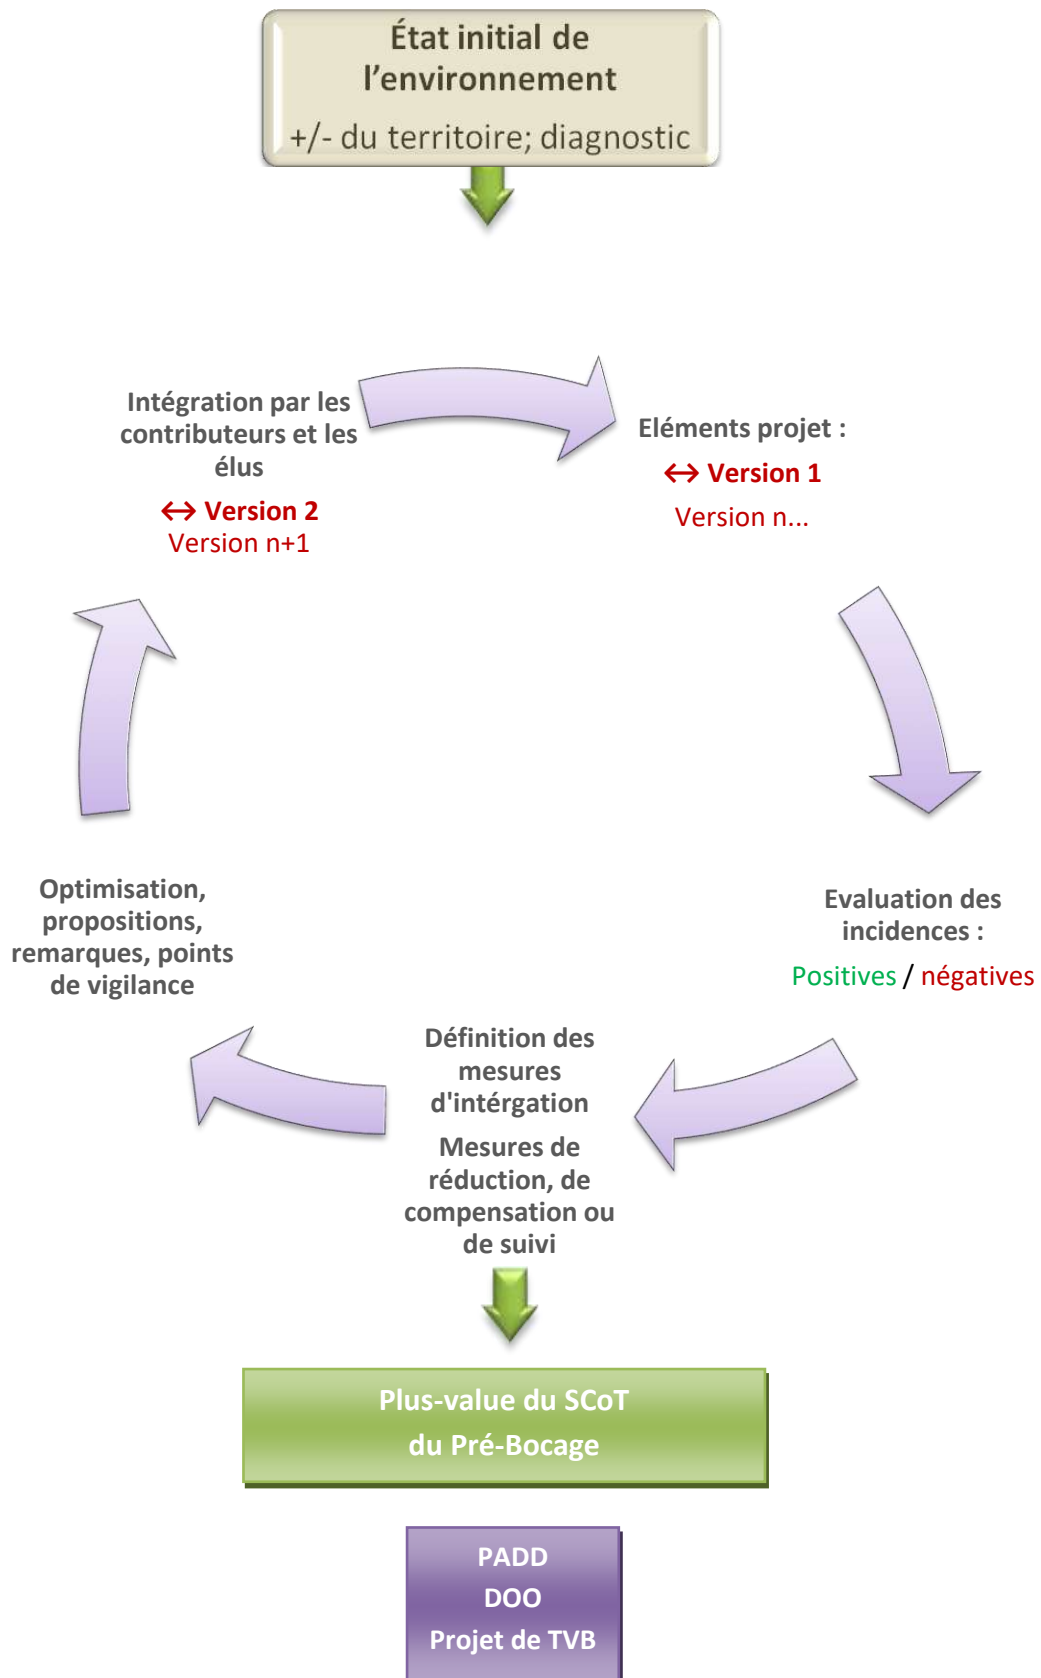 État initial de
l'environnement
+/- du territoire; diagnostic
Intégration par les
contributeurs et les
élus
↔ Version 2
Version n+1
Eléments projet :
↔ Version 1
Version n...
Evaluation des
incidences :
Positives / négatives
Définition des
mesures
d'intérgation
Mesures de
réduction, de
compensation ou
de suivi
Optimisation,
propositions,
remarques, points
de vigilance
Plus-value du SCoT
du Pré-Bocage
PADD
DOO
Projet de TVB